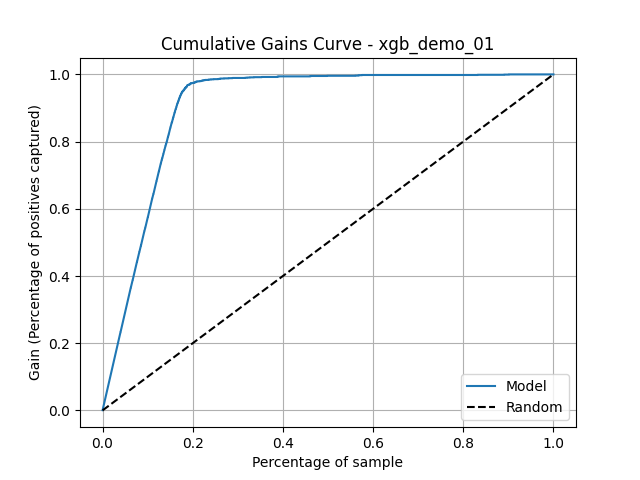 Cumulative Gains Curve - xgb_demo_01
Gain (Percentage of positives captured)
1.0
0.8
0.6
0.4
0.2
0.0
Model
Random
0.0 0.2 0.4 0.6 0.8 1.0
Percentage of sample